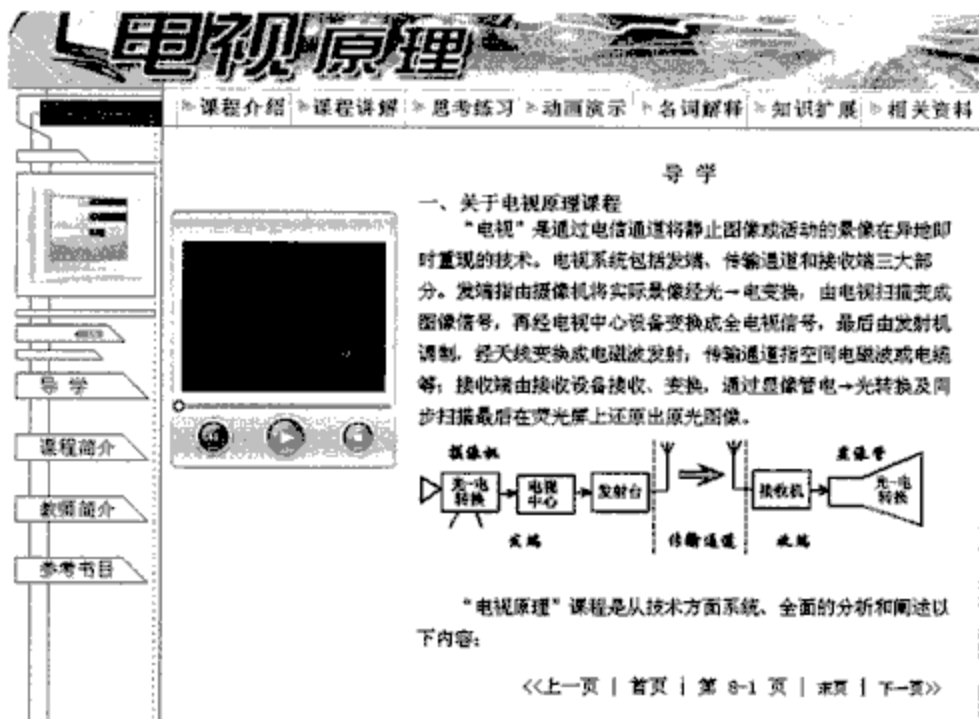 电视原理
课程介绍 课程讲解 思考练习 动画演示 名词解释 知识扩展 相关资料
导学
课程简介
教师简介
参考书目
导 学
一、关于电视原理课程
“电视”是通过电信通道将静止图像或活动的景像在异地即
时重现的技术。电视系统包括发端、传输通道和接收端三大部
分。发端指由摄像机将实际景像经光→电变换，由电视扫描变成
图像信号，再经电视中心设备变换成全电视信号，最后由发射机
调制，经天线变换成电磁波发射；传输通道指空间电磁波或电缆
等；接收端由接收设备接收、变换，通过显像管电→光转换及同
步扫描最后在荧光屏上还原出原光图像。
摄像机 显像管
光-电 电视 发射台 接收机 光-电
转换 中心 转换
发端 传输通道 收端
“电视原理”课程是从技术方面系统、全面的分析和阐述以
下内容：
<<上一页 | 首页 | 第 8-1 页 | 末页 | 下一页>>